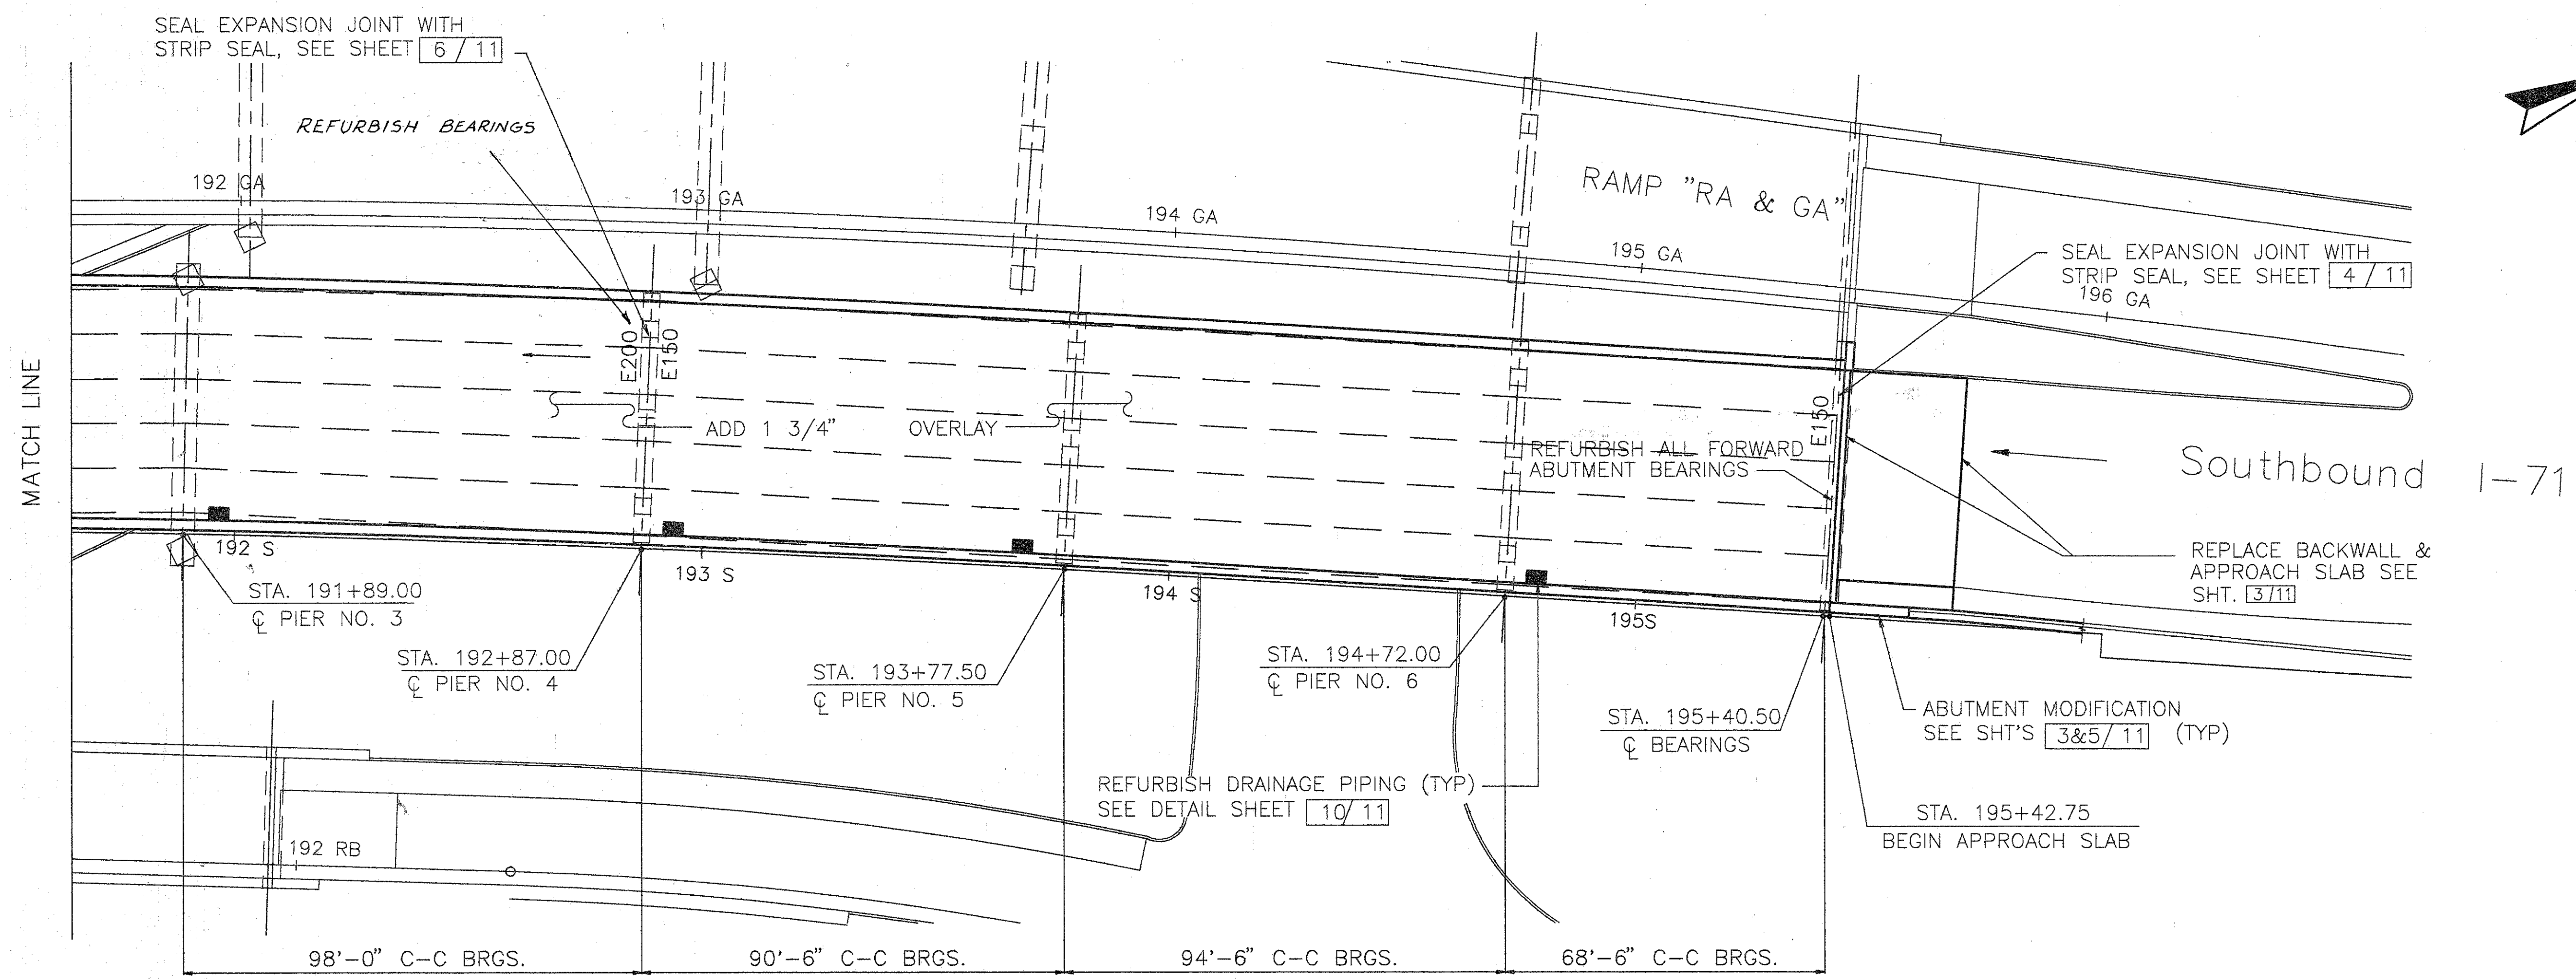 SEAL EXPANSION JOINT WITH
STRIP SEAL, SEE SHEET 6 / 11
REFURBISH BEARINGS
192 GA
193 GA
194 GA
RAMP "RA & GA"
195 GA
SEAL EXPANSION JOINT WITH
STRIP SEAL, SEE SHEET 4 / 11
196 GA
MATCH LINE
E200
E150
ADD 1 3/4" OVERLAY
E150
REFURBISH ALL FORWARD
ABUTMENT BEARINGS
Southbound I-71
REPLACE BACKWALL &
APPROACH SLAB SEE
SHT. 3/11
192 S
193 S
194 S
195S
STA. 191+89.00
℄ PIER NO. 3
STA. 192+87.00
℄ PIER NO. 4
STA. 193+77.50
℄ PIER NO. 5
STA. 194+72.00
℄ PIER NO. 6
STA. 195+40.50
℄ BEARINGS
ABUTMENT MODIFICATION
SEE SHT'S 3&5/ 11 (TYP)
REFURBISH DRAINAGE PIPING (TYP)
SEE DETAIL SHEET 10/ 11
STA. 195+42.75
BEGIN APPROACH SLAB
192 RB
98'-0" C-C BRGS.
90'-6" C-C BRGS.
94'-6" C-C BRGS.
68'-6" C-C BRGS.